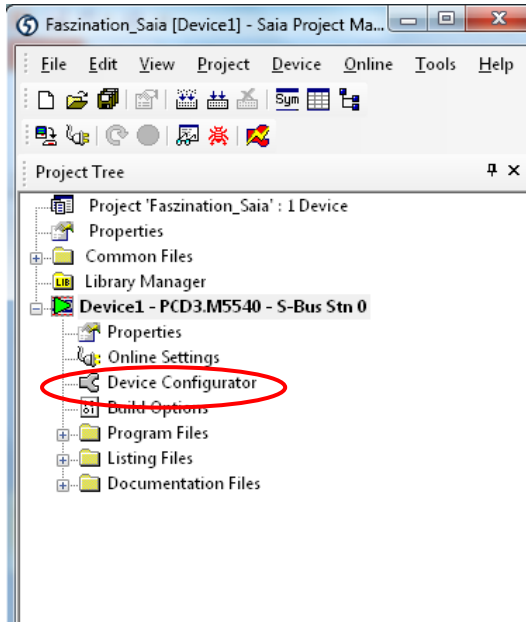 Faszination_Saia [Device1] - Saia Project Ma...
File Edit View Project Device Online Tools Help
Sym
Project Tree
Project 'Faszination_Saia' : 1 Device
Properties
Common Files
LIB Library Manager
Device1 - PCD3.M5540 - S-Bus Stn 0
Properties
Online Settings
Device Configurator
Build Options
Program Files
Listing Files
Documentation Files